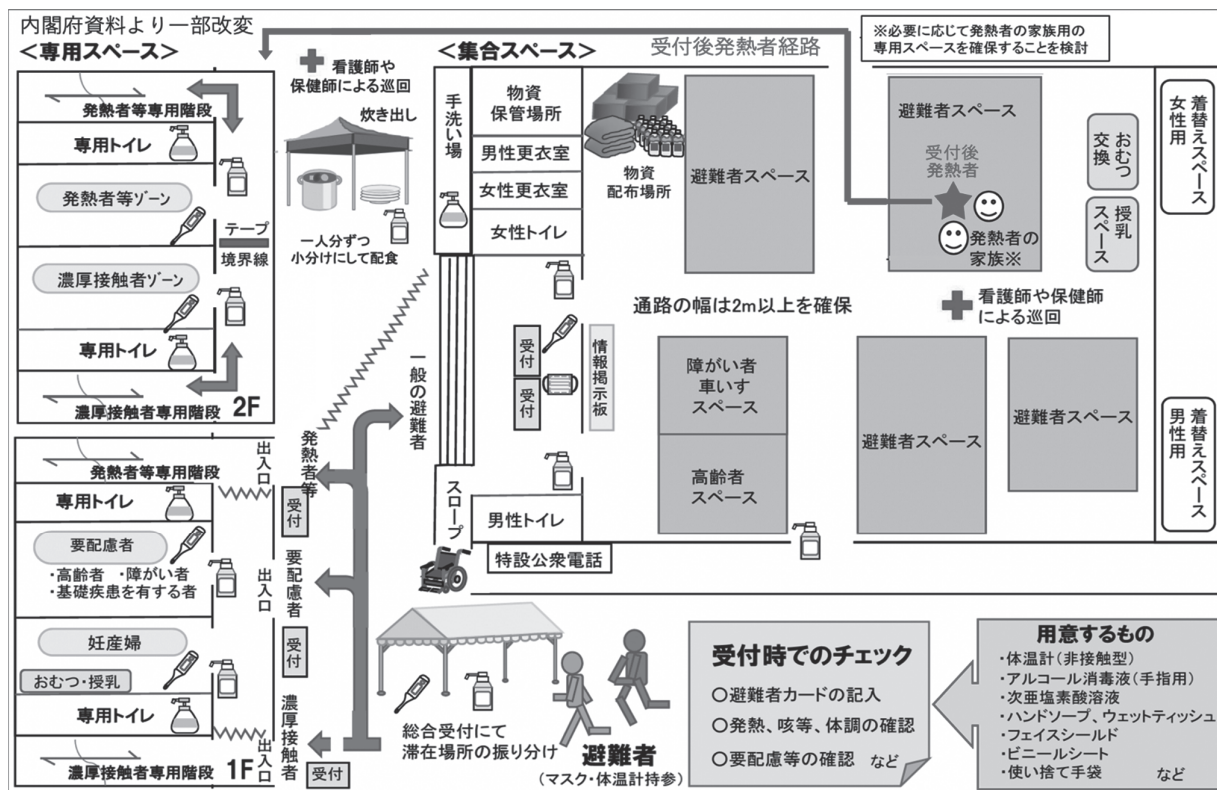 内閣府資料より一部改変
＜専用スペース＞
発熱者等専用階段
専用トイレ
発熱者等ｿﾞｰﾝ
テープ
境界線
濃厚接触者ｿﾞｰﾝ
専用トイレ
濃厚接触者専用階段
2F
看護師や
保健師による巡回
炊き出し
一人分ずつ
小分けにして配食
＜集合スペース＞
受付後発熱者経路
※必要に応じて発熱者の家族用の
専用スペースを確保することを検討
手洗い場
物資
保管場所
男性更衣室
女性更衣室
女性トイレ
物資
配布場所
避難者スペース
避難者スペース
受付後
発熱者
発熱者の
家族※
おむつ
交換
授乳
スペース
着替えスペース
女性用
通路の幅は2m以上を確保
看護師や保健師
による巡回
受付
受付
情報掲示板
障がい者
車いす
スペース
高齢者
スペース
避難者スペース
避難者スペース
着替えスペース
男性用
スロープ
男性トイレ
特設公衆電話
一般の避難者
発熱者等
出入口
受付
要配慮者
出入口
受付
濃厚接触者
出入口
受付
発熱者等専用階段
専用トイレ
要配慮者
・高齢者　・障がい者
・基礎疾患を有する者
妊産婦
おむつ・授乳
専用トイレ
濃厚接触者専用階段
1F
総合受付にて
滞在場所の振り分け
避難者
（マスク・体温計持参）
受付時でのチェック
○避難者カードの記入
○発熱、咳等、体調の確認
○要配慮等の確認　など
用意するもの
・体温計（非接触型）
・アルコール消毒液（手指用）
・次亜塩素酸溶液
・ハンドソープ、ウェットティッシュ
・フェイスシールド
・ビニールシート
・使い捨て手袋　など